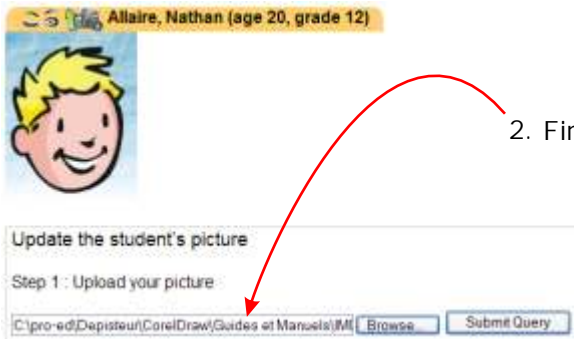 Allaire, Nathan (age 20, grade 12)
2. Fin
Update the student's picture
Step 1 : Upload your picture
C:\pro-ed\Depisteur\CorelDraw\Guides et Manuels\IM Browse... Submit Query